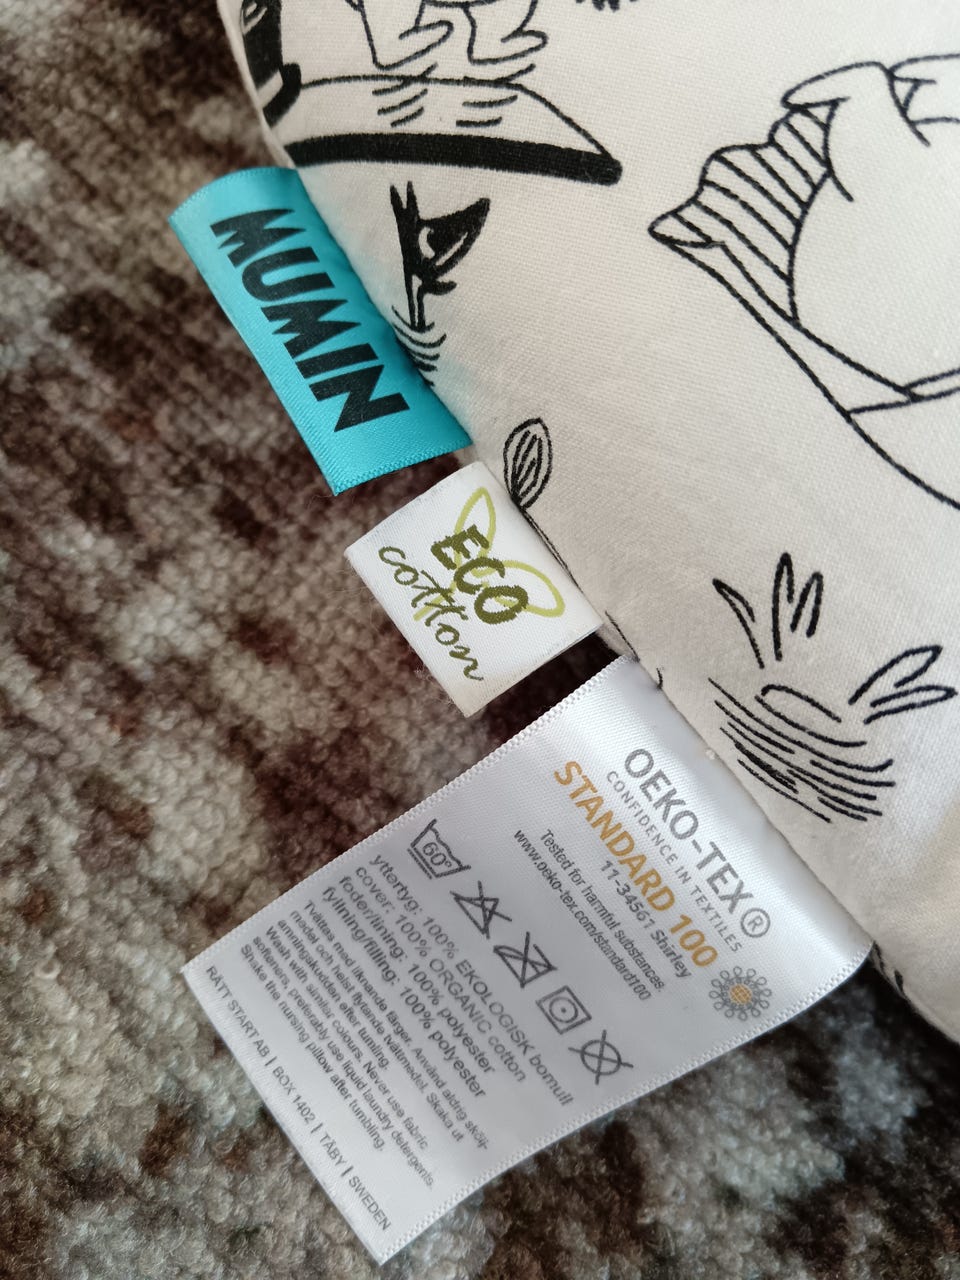 MUMIN
ECO
cotton
OEKO-TEX®
CONFIDENCE IN TEXTILES
STANDARD 100
11-34561 Shirley
Tested for harmful substances.
www.oeko-tex.com/standard100
60°
yttertyg: 100% EKOLOGISK bomull
cover: 100% ORGANIC cotton
foder/lining: 100% polyester
fyllning/filling: 100% polyester
Tvättas med liknande färger. Använd aldrig skölj-
medel och helst flytande tvättmedel. Skaka ut
amningskudden efter tumling.
Wash with similar colours. Never use fabric
softeners, preferably use liquid laundry detergents.
Shake the nursing pillow after tumbling.
RÄTT START AB | BOX 1402 | TÄBY | SWEDEN